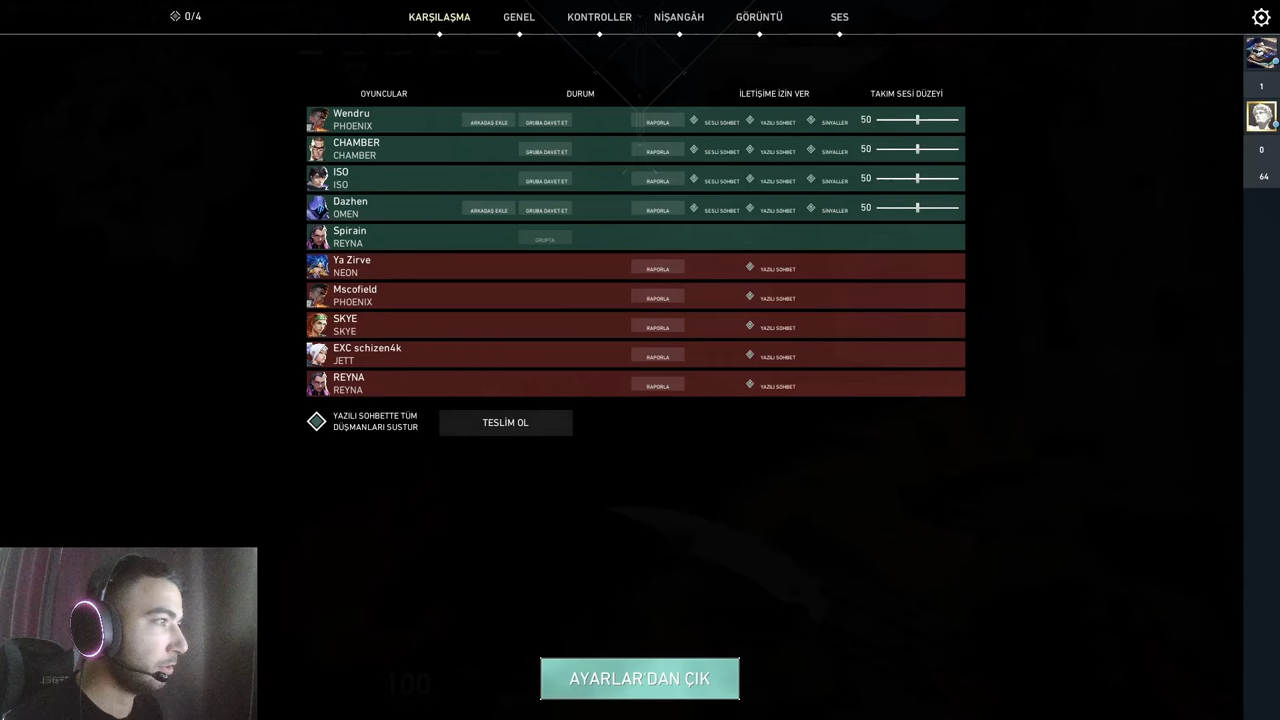 0/4
KARŞILAŞMA GENEL KONTROLLER NİŞANGÂH GÖRÜNTÜ SES
OYUNCULAR DURUM İLETİŞİME İZİN VER TAKIM SESİ DÜZEYİ
Wendru
PHOENIX
ARKADAŞ EKLE GRUBA DAVET ET RAPORLA SESLİ SOHBET YAZILI SOHBET SİNYALLER 50
CHAMBER
CHAMBER
GRUBA DAVET ET RAPORLA SESLİ SOHBET YAZILI SOHBET SİNYALLER 50
ISO
ISO
GRUBA DAVET ET RAPORLA SESLİ SOHBET YAZILI SOHBET SİNYALLER 50
Dazhen
OMEN
ARKADAŞ EKLE GRUBA DAVET ET RAPORLA SESLİ SOHBET YAZILI SOHBET SİNYALLER 50
Spirain
REYNA
GRUPTA
Ya Zirve
NEON
RAPORLA YAZILI SOHBET
Mscofield
PHOENIX
RAPORLA YAZILI SOHBET
SKYE
SKYE
RAPORLA YAZILI SOHBET
EXC schizen4k
JETT
RAPORLA YAZILI SOHBET
REYNA
REYNA
RAPORLA YAZILI SOHBET
YAZILI SOHBETTE TÜM
DÜŞMANLARI SUSTUR
TESLİM OL
1
0
64
100
AYARLAR'DAN ÇIK